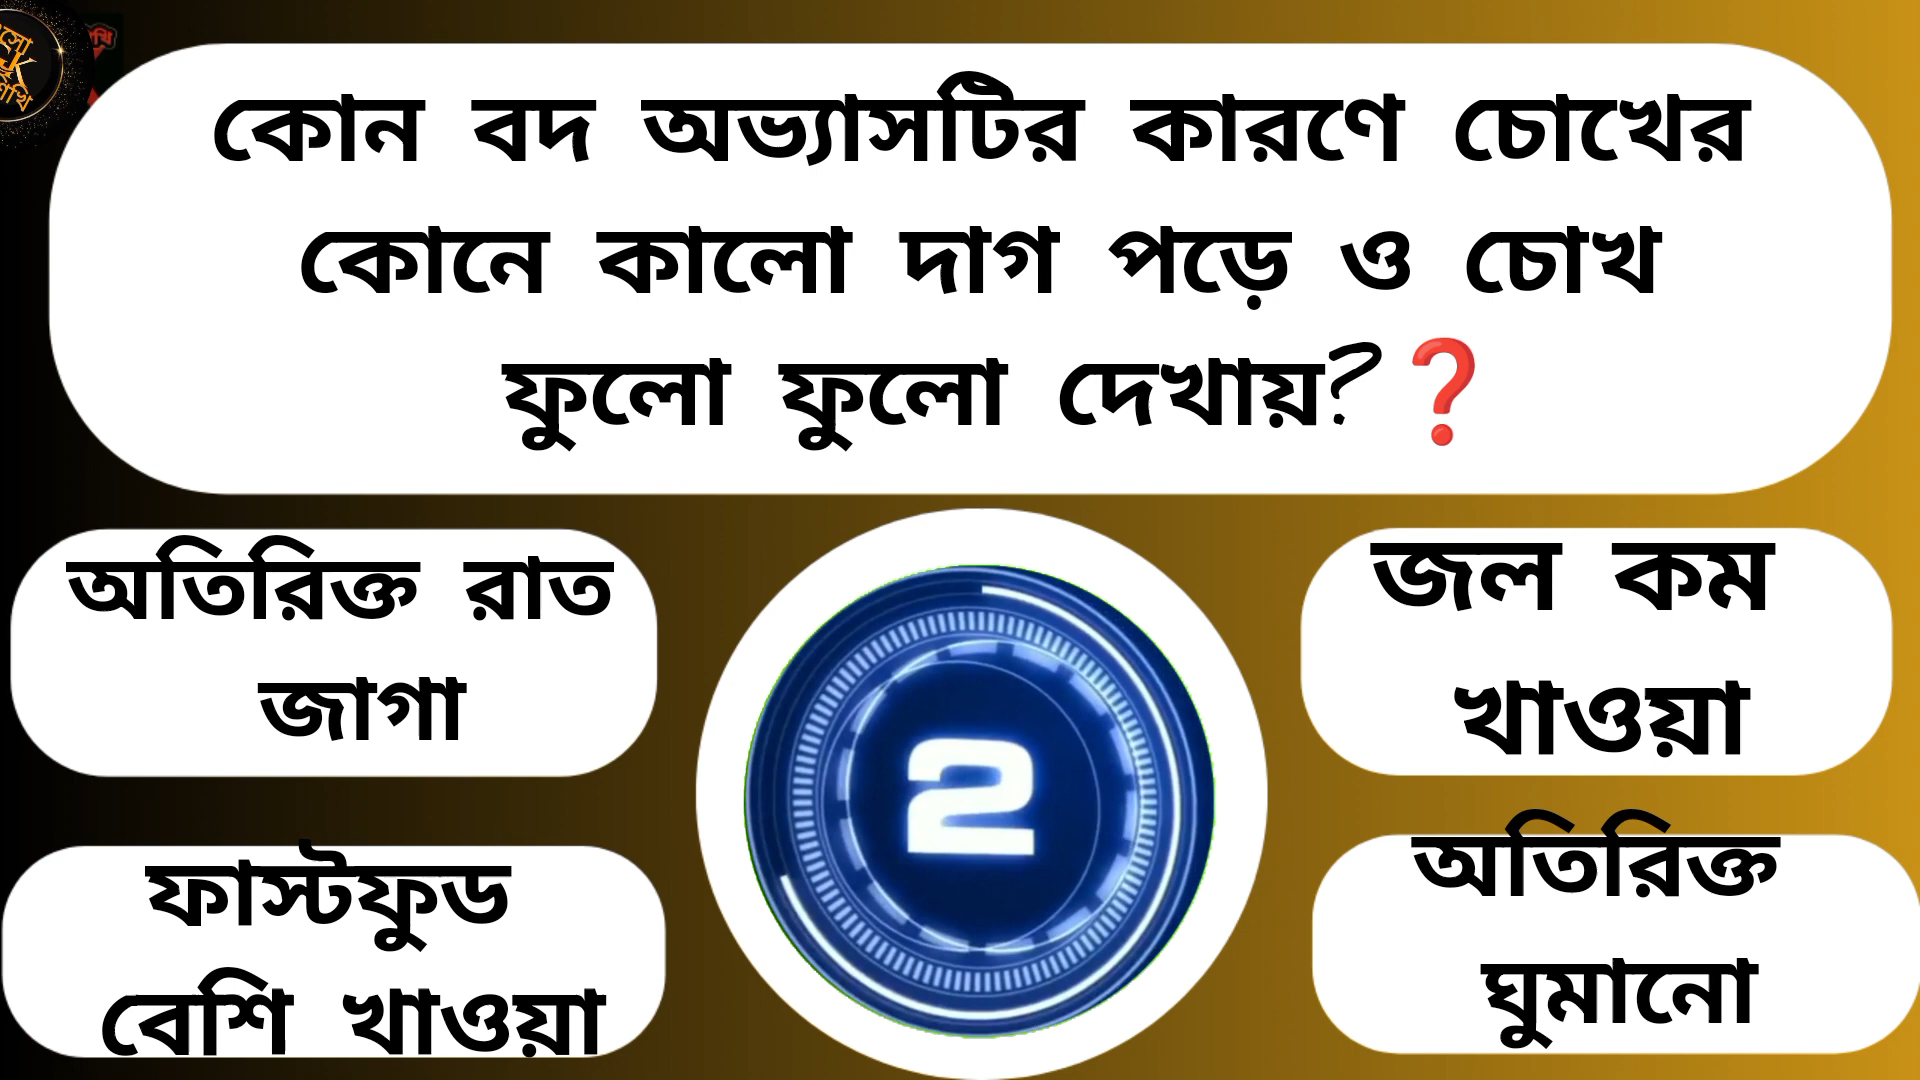 কোন বদ অভ্যাসটির কারণে চোখের
কোনে কালো দাগ পড়ে ও চোখ
ফুলো ফুলো দেখায়?❓
অতিরিক্ত রাত
জাগা
জল কম
খাওয়া
2
ফাস্টফুড
বেশি খাওয়া
অতিরিক্ত
ঘুমানো